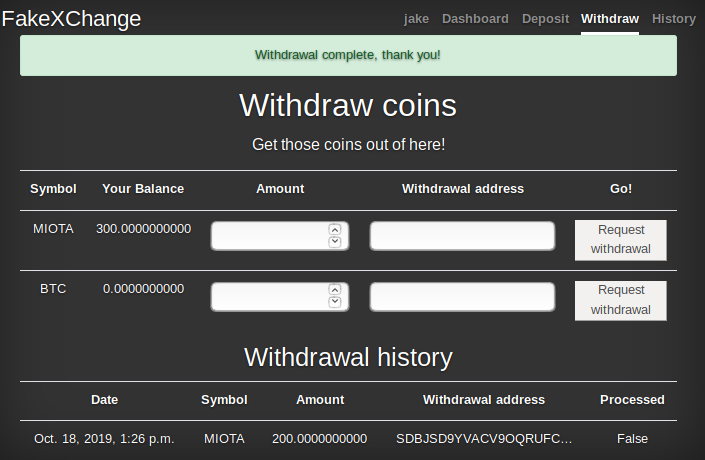 FakeXChange jake Dashboard Deposit Withdraw History
Withdrawal complete, thank you!
Withdraw coins
Get those coins out of here!
Symbol Your Balance Amount Withdrawal address Go!
MIOTA 300.0000000000 Request withdrawal
BTC 0.0000000000 Request withdrawal
Withdrawal history
Date Symbol Amount Withdrawal address Processed
Oct. 18, 2019, 1:26 p.m. MIOTA 200.0000000000 SDBJSD9YVACV9OQRUFC... False